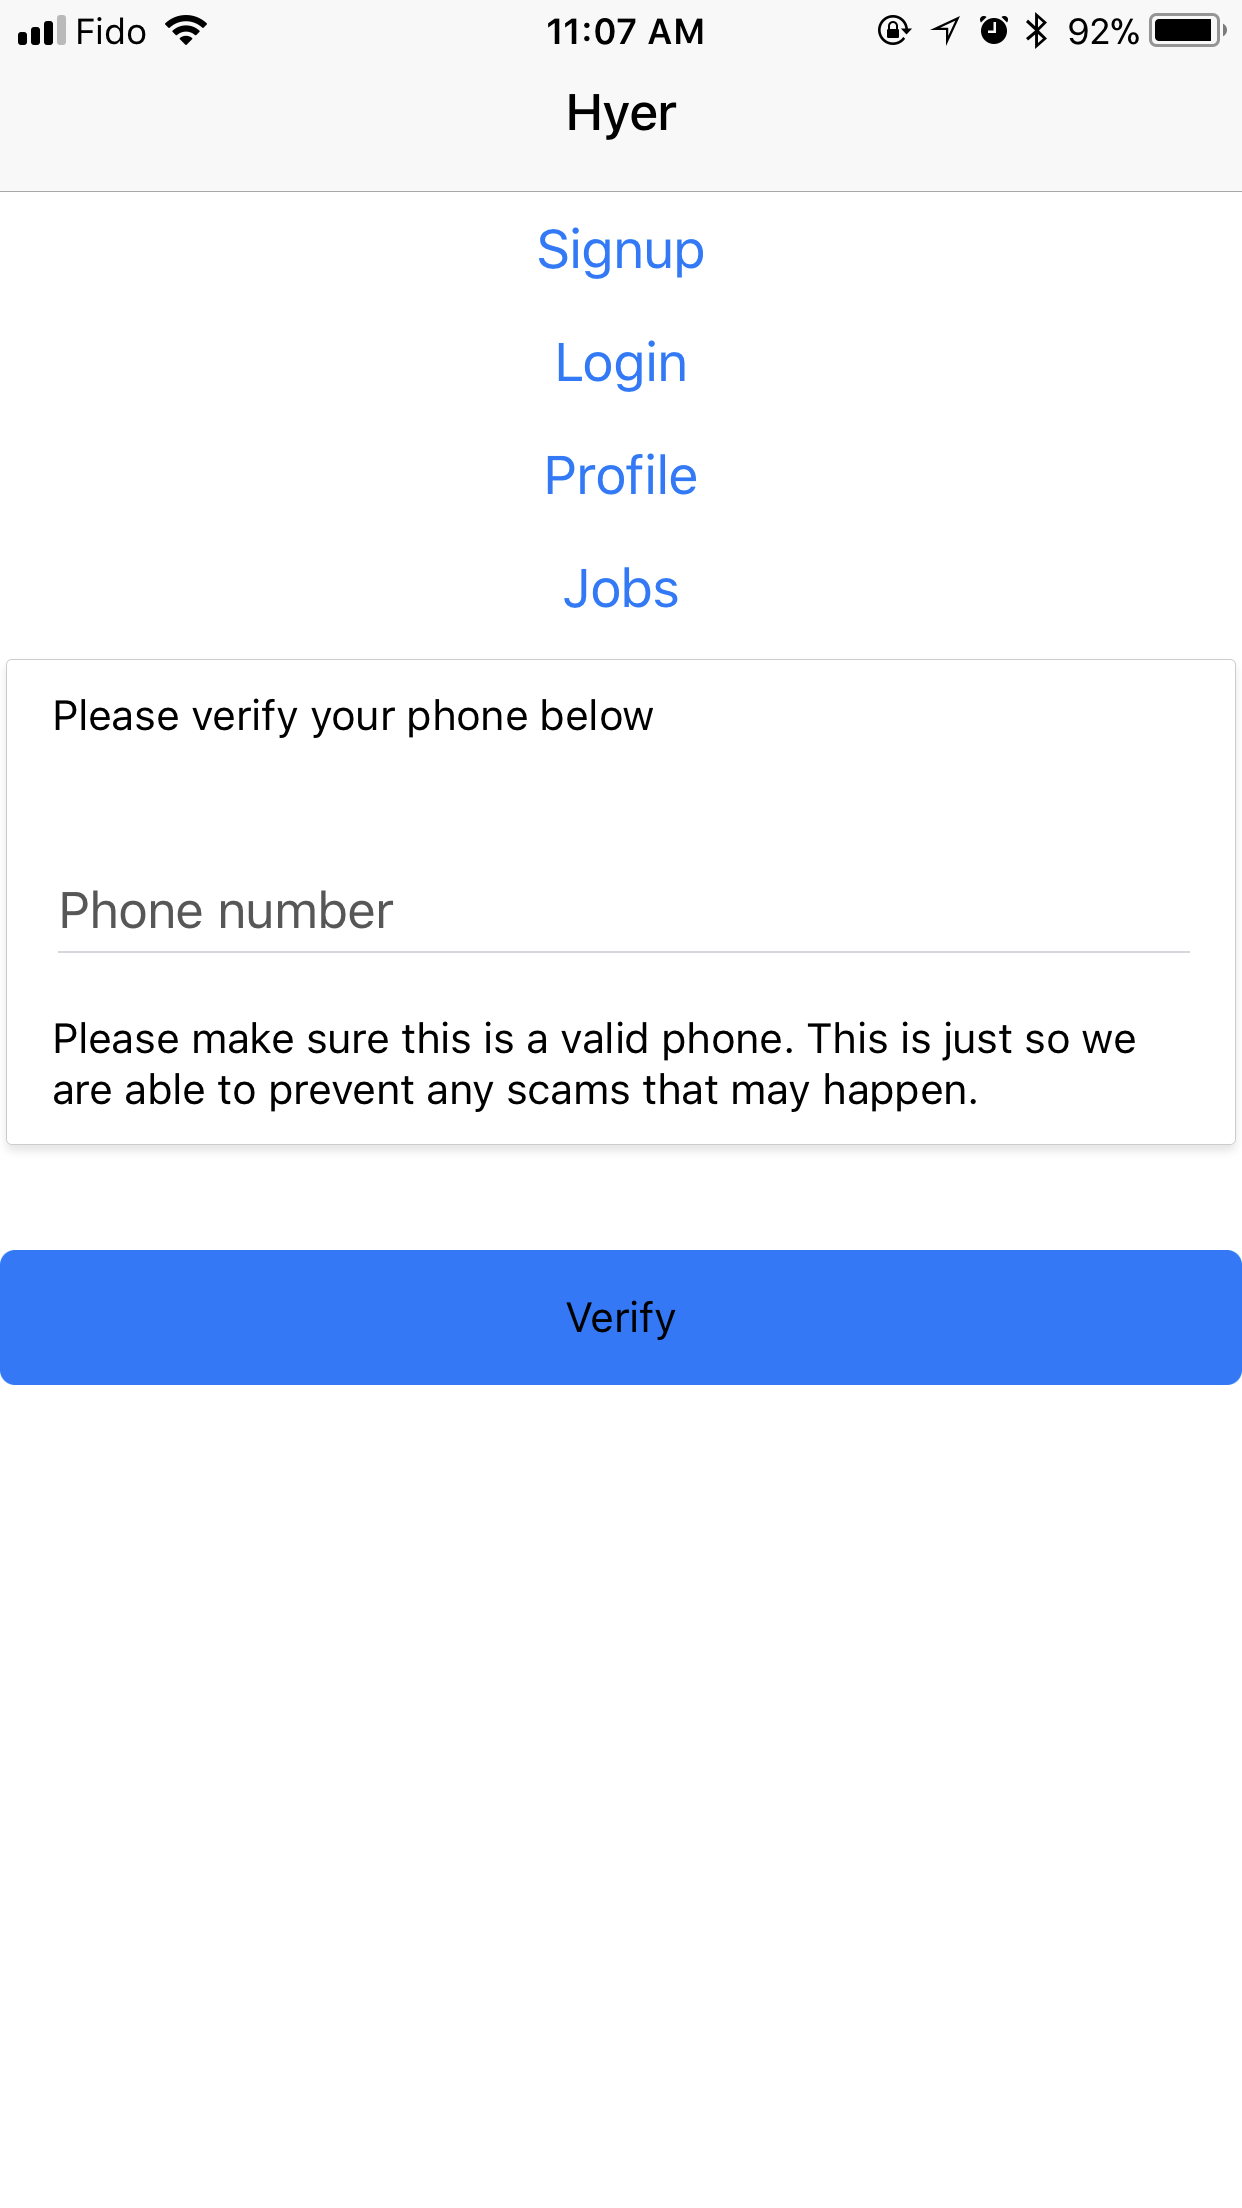 Fido 11:07 AM 92%
Hyer
Signup
Login
Profile
Jobs
Please verify your phone below
Phone number
Please make sure this is a valid phone. This is just so we
are able to prevent any scams that may happen.
Verify